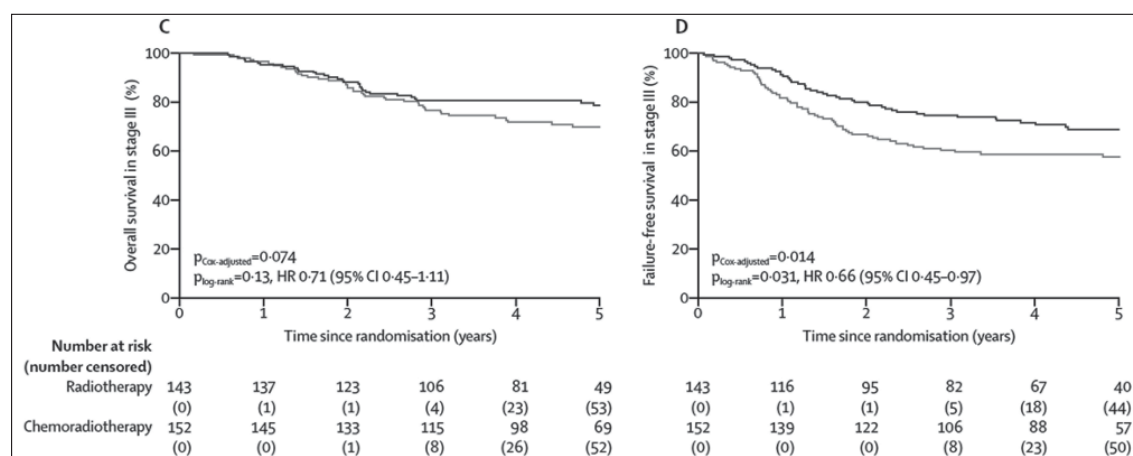 C
Overall survival in stage III (%)
100
80
60
40
20
0
p Cox-adjusted=0·074
p log-rank=0·13, HR 0·71 (95% CI 0·45–1·11)
0 1 2 3 4 5
Time since randomisation (years)
D
Failure-free survival in stage III (%)
100
80
60
40
20
0
p Cox-adjusted=0·014
p log-rank=0·031, HR 0·66 (95% CI 0·45–0·97)
0 1 2 3 4 5
Time since randomisation (years)
Number at risk
(number censored)
Radiotherapy 143 137 123 106 81 49 143 116 95 82 67 40
(0) (1) (1) (4) (23) (53) (0) (1) (1) (5) (18) (44)
Chemoradiotherapy 152 145 133 115 98 69 152 139 122 106 88 57
(0) (0) (1) (8) (26) (52) (0) (0) (0) (8) (23) (50)